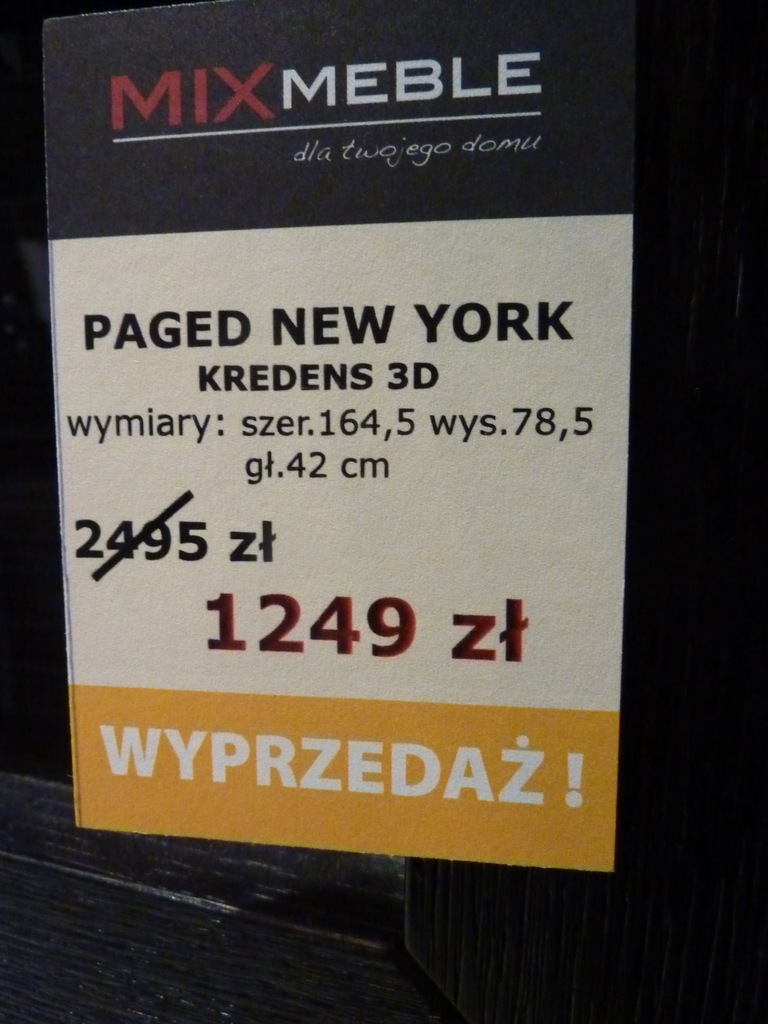 MIXMEBLE
dla twojego domu
PAGED NEW YORK
KREDENS 3D
wymiary: szer.164,5 wys.78,5
gł.42 cm
2495 zł
1249 zł
WYPRZEDAŻ!